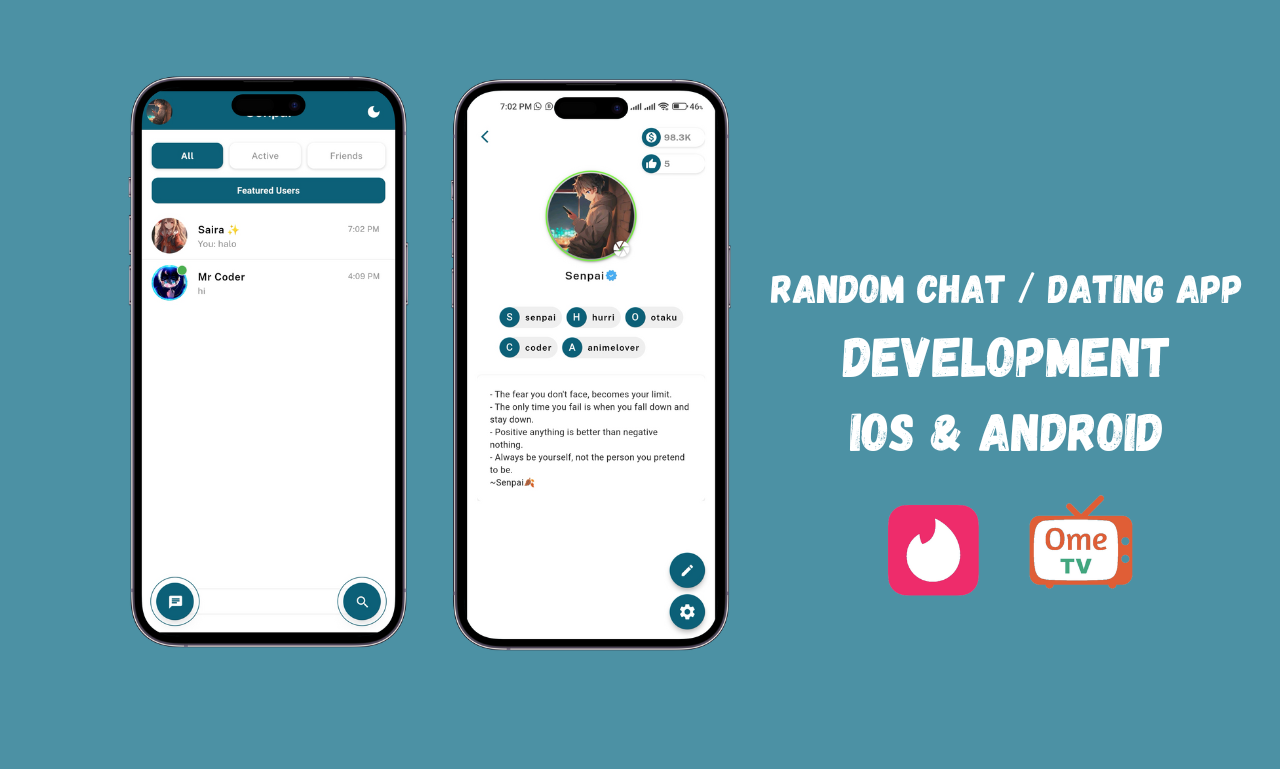 Senpai
All
Active
Friends
Featured Users
Saira ✨
7:02 PM
You: halo
Mr Coder
4:09 PM
hi
7:02 PM
46%
98.3K
5
Senpai
S senpai
H hurri
O otaku
C coder
A animelover
- The fear you don't face, becomes your limit.
- The only time you fail is when you fall down and
stay down.
- Positive anything is better than negative
nothing.
- Always be yourself, not the person you pretend
to be.
~Senpai🍂
RANDOM CHAT / DATING APP
DEVELOPMENT
IOS & ANDROID
Ome
TV